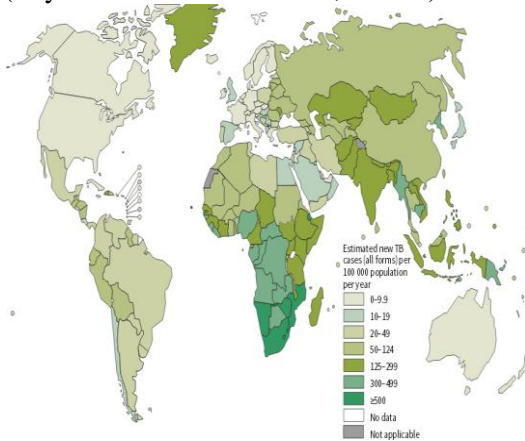 Estimated new TB
cases (all forms) per
100 000 population
per year
0–9.9
10–19
20–49
50–124
125–299
300–499
≥500
No data
Not applicable